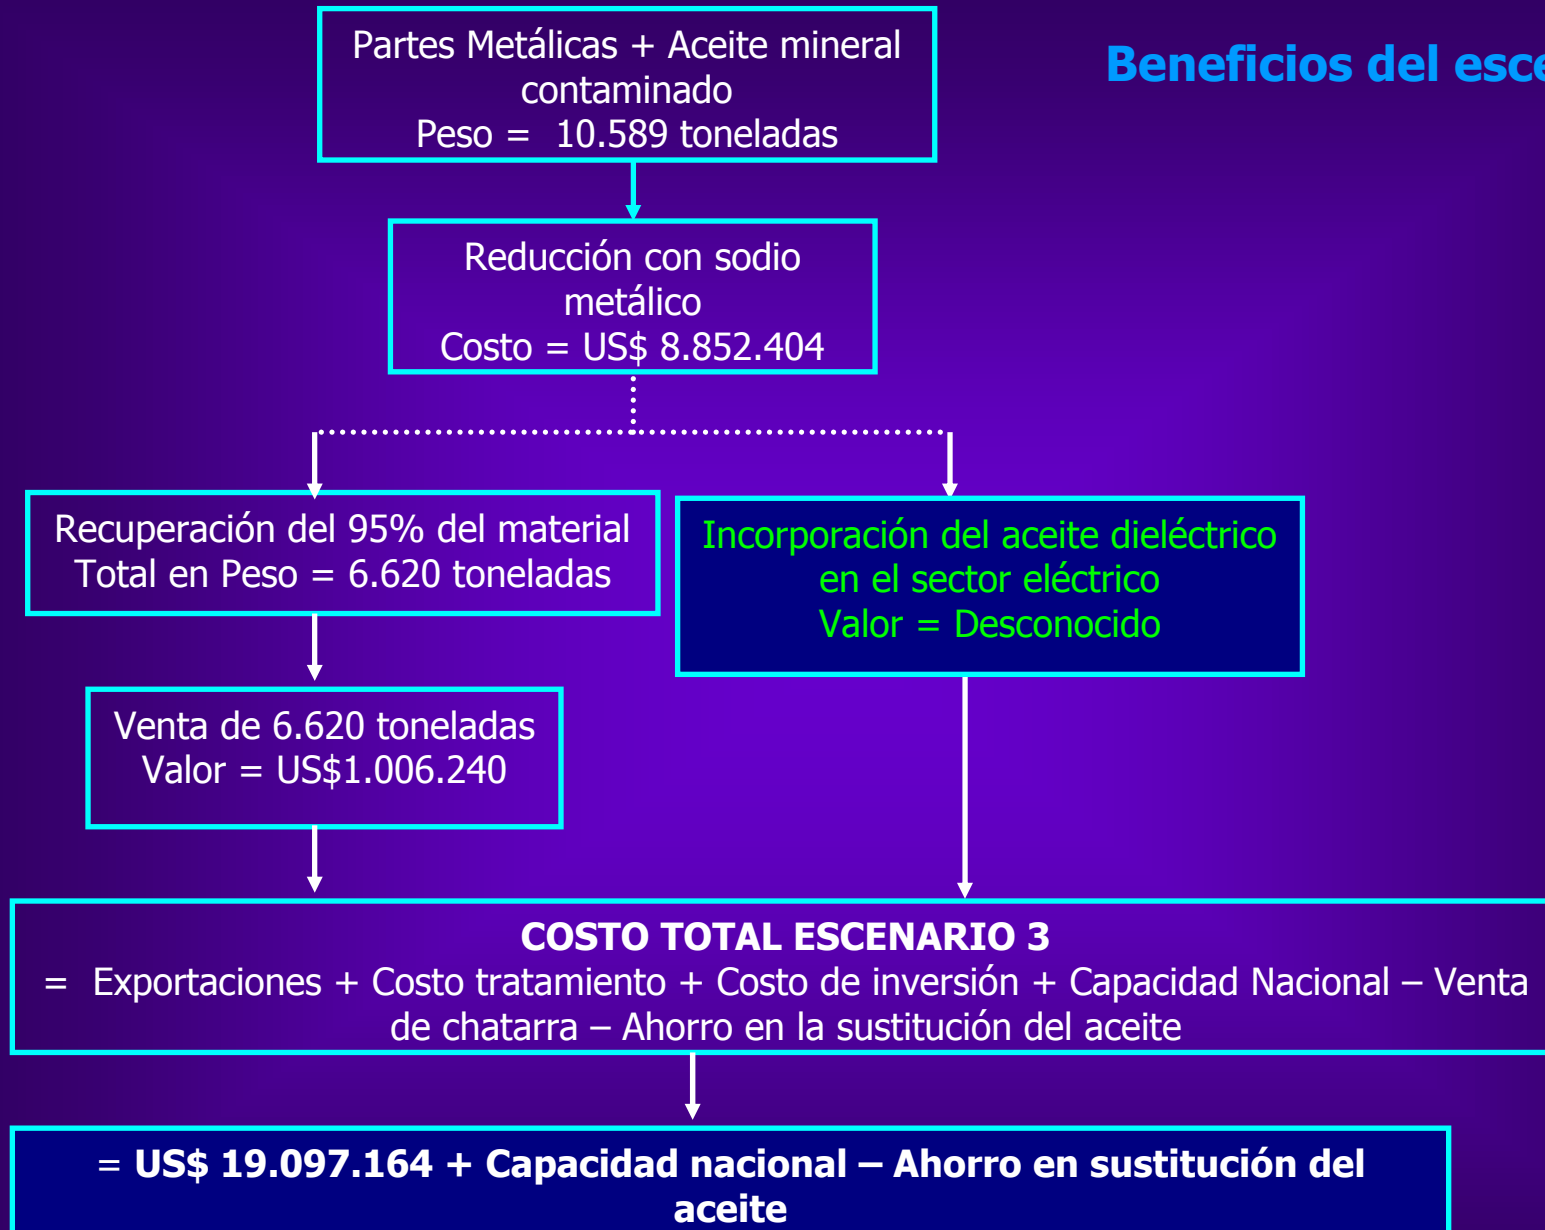 Beneficios del esce
Partes Metálicas + Aceite mineral
contaminado
Peso =  10.589 toneladas
Reducción con sodio
metálico
Costo = US$ 8.852.404
Recuperación del 95% del material
Total en Peso = 6.620 toneladas
Incorporación del aceite dieléctrico
en el sector eléctrico
Valor = Desconocido
Venta de 6.620 toneladas
Valor = US$1.006.240
COSTO TOTAL ESCENARIO 3
=  Exportaciones + Costo tratamiento + Costo de inversión + Capacidad Nacional – Venta
de chatarra – Ahorro en la sustitución del aceite
= US$ 19.097.164 + Capacidad nacional – Ahorro en sustitución del
aceite